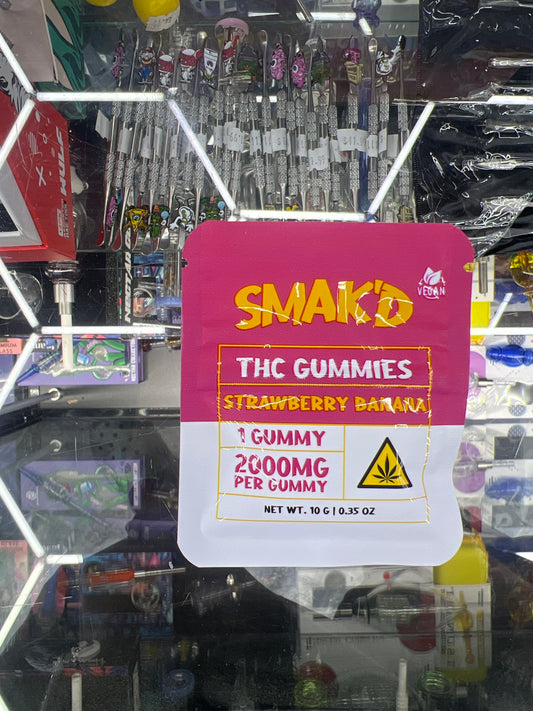 SMAK'D
VEGAN
THC GUMMIES
STRAWBERRY BANANA
1 GUMMY
2000MG
PER GUMMY
NET WT. 10 G | 0.35 OZ